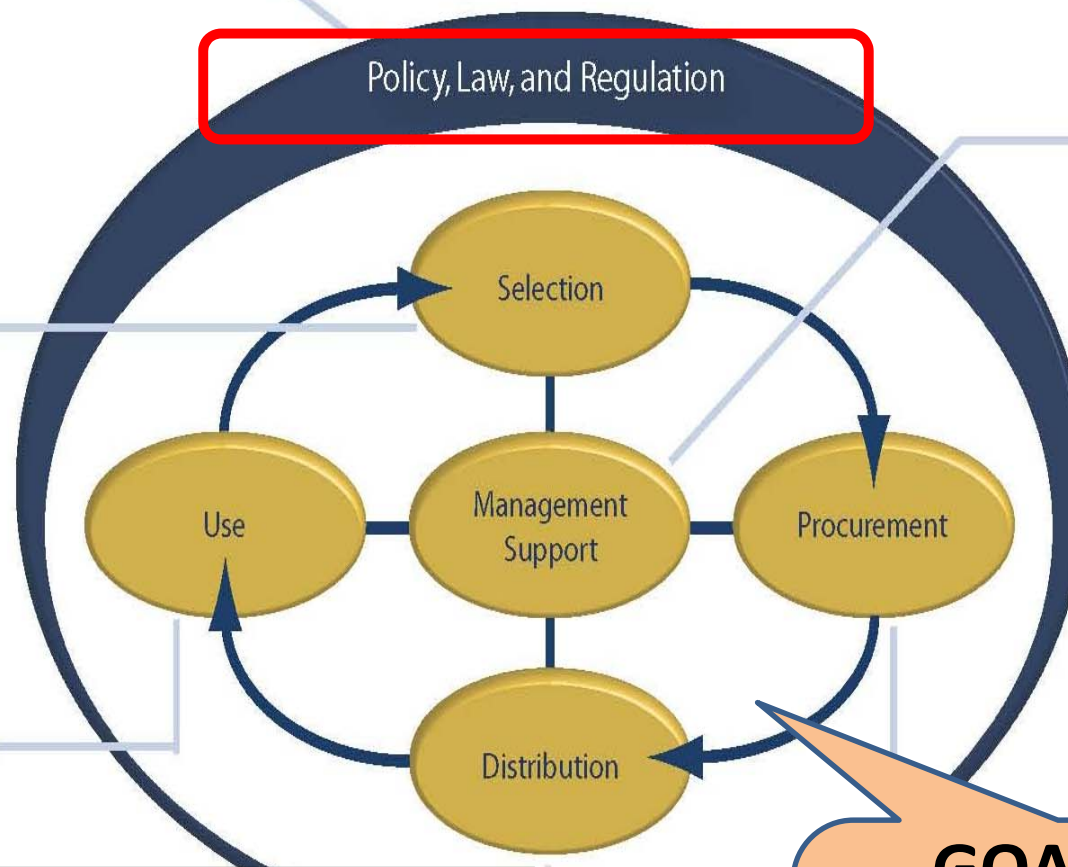 Policy, Law, and Regulation
Selection
Use
Management
Support
Procurement
Distribution
GOA